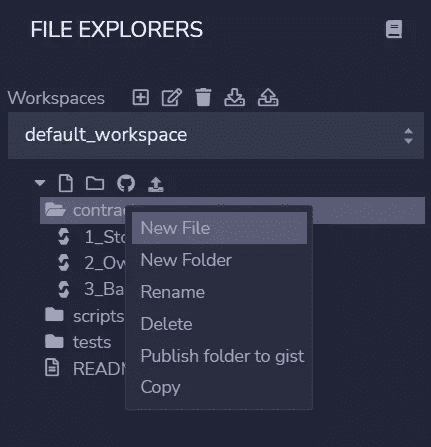 FILE EXPLORERS
Workspaces
default_workspace
contra
New File
1_Sto
New Folder
2_Ow
Rename
3_Ba
scripts
Delete
tests
Publish folder to gist
READM
Copy